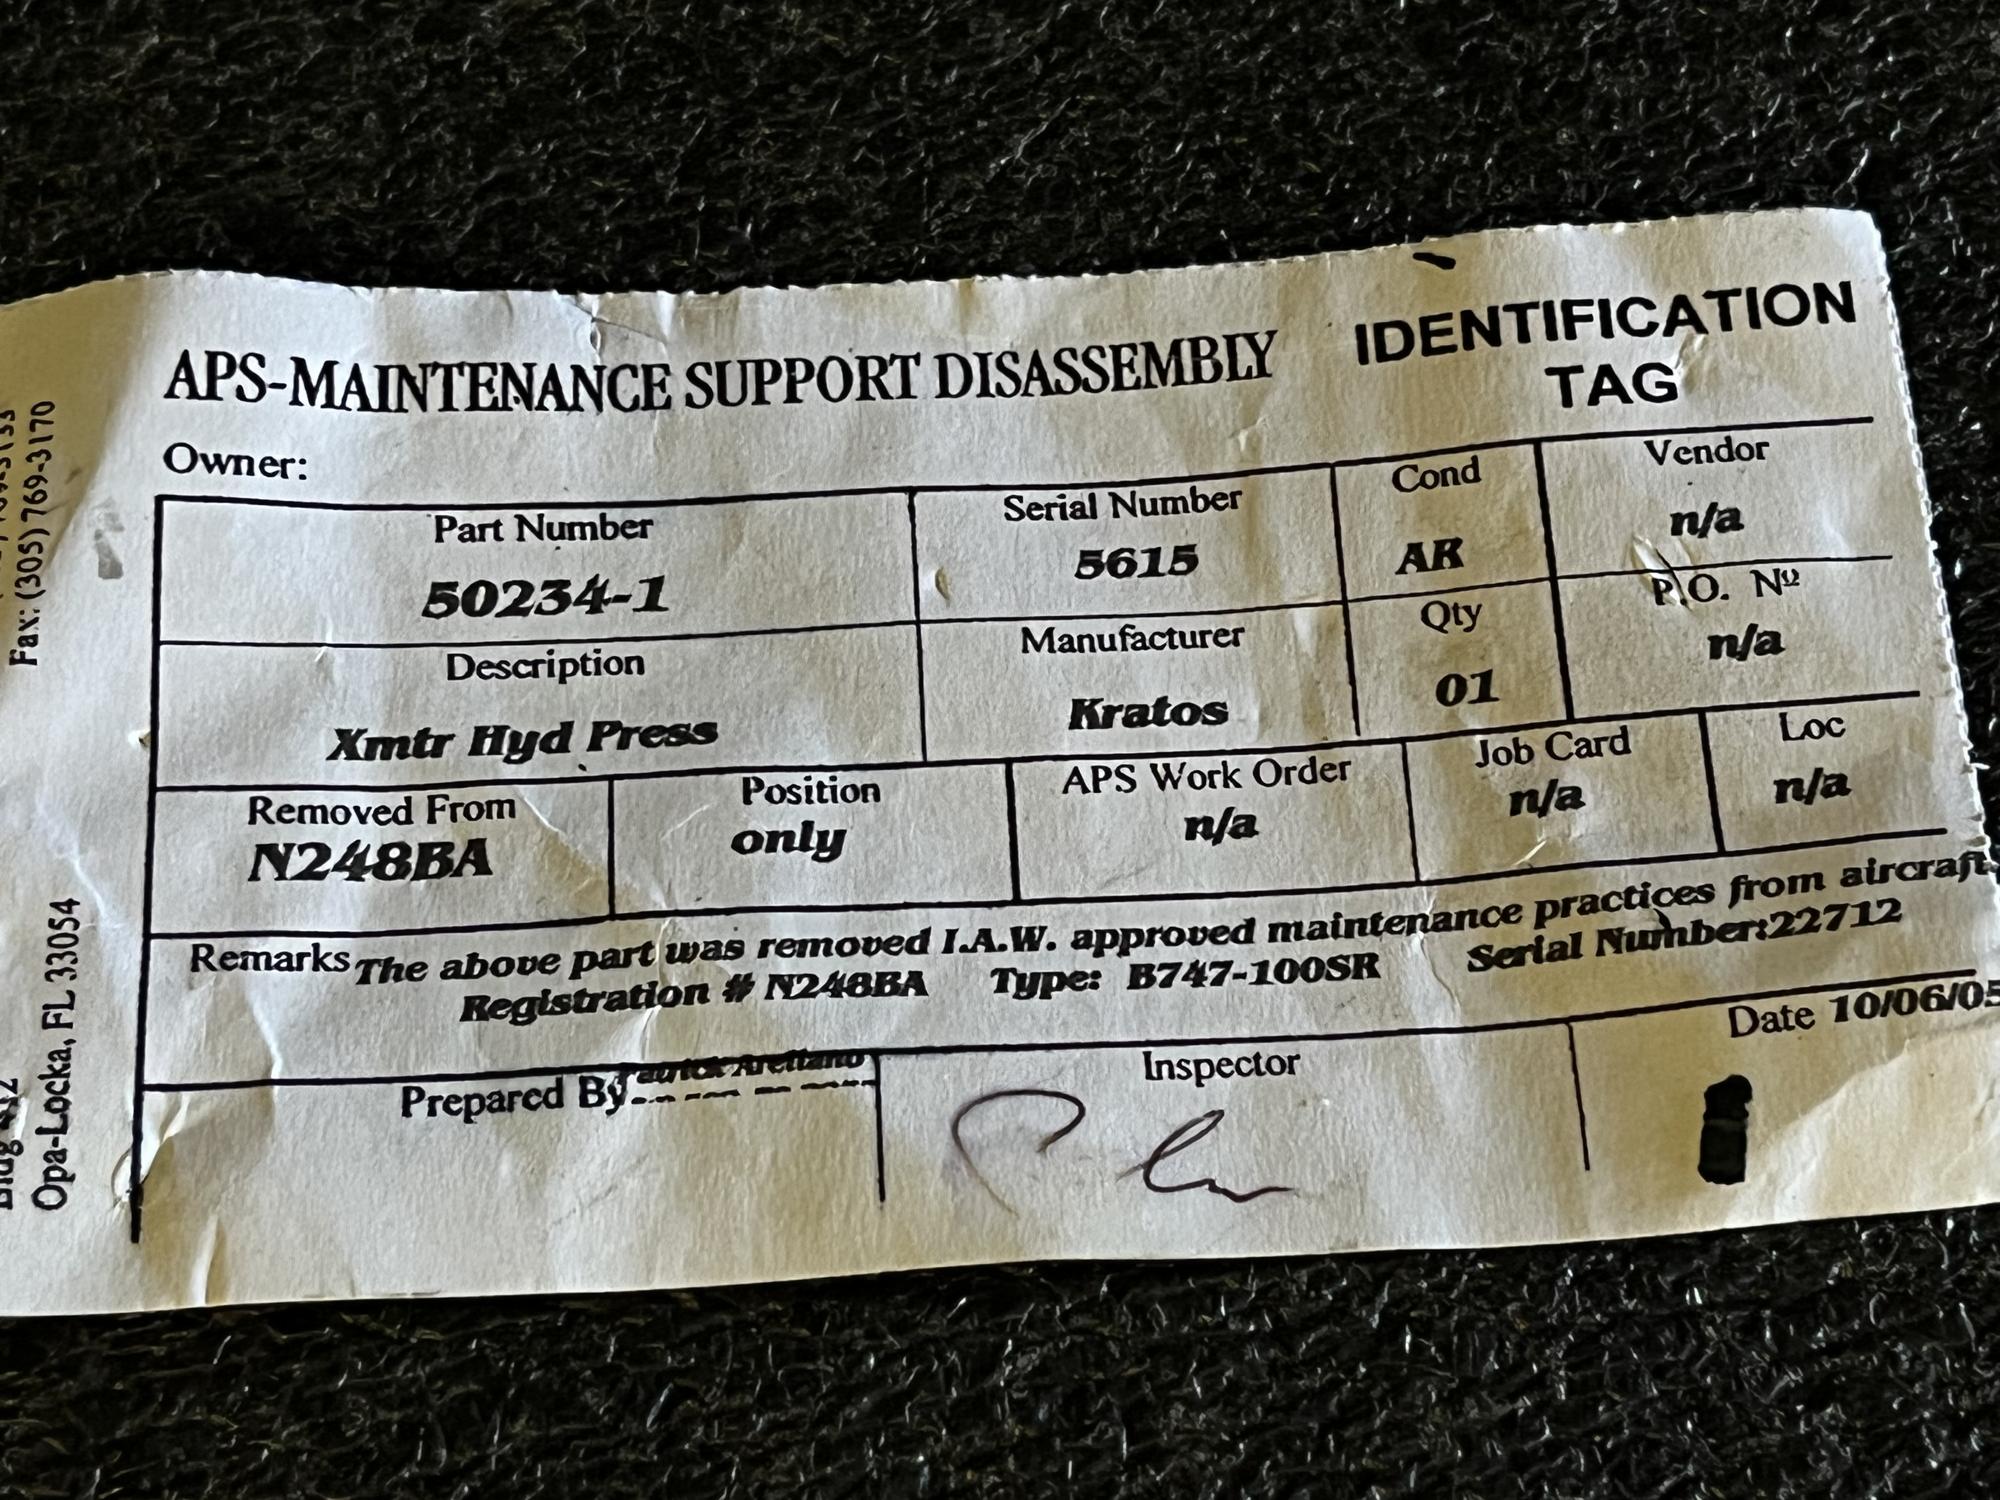 APS-MAINTENANCE SUPPORT DISASSEMBLY
IDENTIFICATION
TAG
Owner:
Part Number
50234-1
Serial Number
5615
Cond
AR
Vendor
n/a
Description
Xmtr Hyd Press
Manufacturer
Kratos
Qty
01
P.O. Nº
n/a
Removed From
N248BA
Position
only
APS Work Order
n/a
Job Card
n/a
Loc
n/a
Remarks The above part was removed I.A.W. approved maintenance practices from aircraft
Registration # N248BA Type: B747-100SR Serial Number:22712
Prepared By Patrick Arellano
Inspector
Date 10/06/05
Fax: (305) 769-3170
Opa-Locka, FL 33054